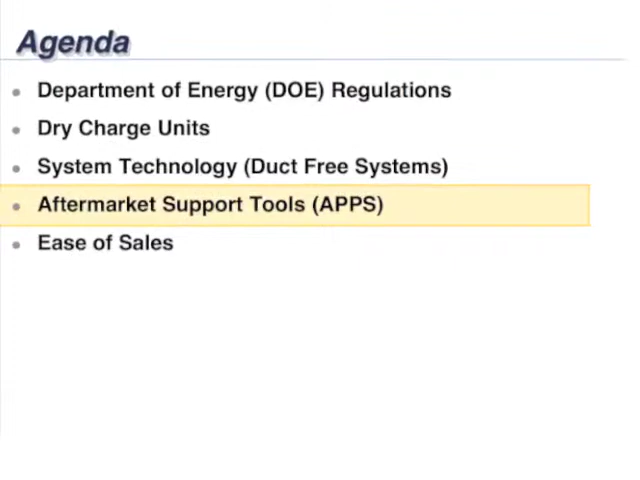 Agenda
Department of Energy (DOE) Regulations
Dry Charge Units
System Technology (Duct Free Systems)
Aftermarket Support Tools (APPS)
Ease of Sales